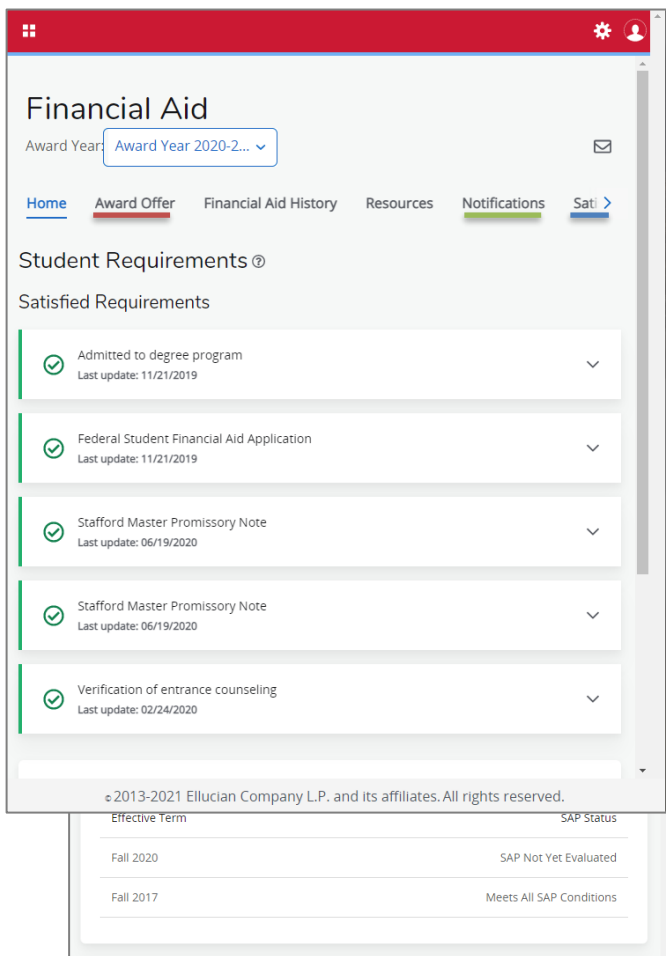 Financial Aid
Award Year: Award Year 2020-2...
Home Award Offer Financial Aid History Resources Notifications Sati
Student Requirements
Satisfied Requirements
Admitted to degree program
Last update: 11/21/2019
Federal Student Financial Aid Application
Last update: 11/21/2019
Stafford Master Promissory Note
Last update: 06/19/2020
Stafford Master Promissory Note
Last update: 06/19/2020
Verification of entrance counseling
Last update: 02/24/2020
© 2013-2021 Ellucian Company L.P. and its affiliates. All rights reserved.
Effective Term SAP Status
Fall 2020 SAP Not Yet Evaluated
Fall 2017 Meets All SAP Conditions